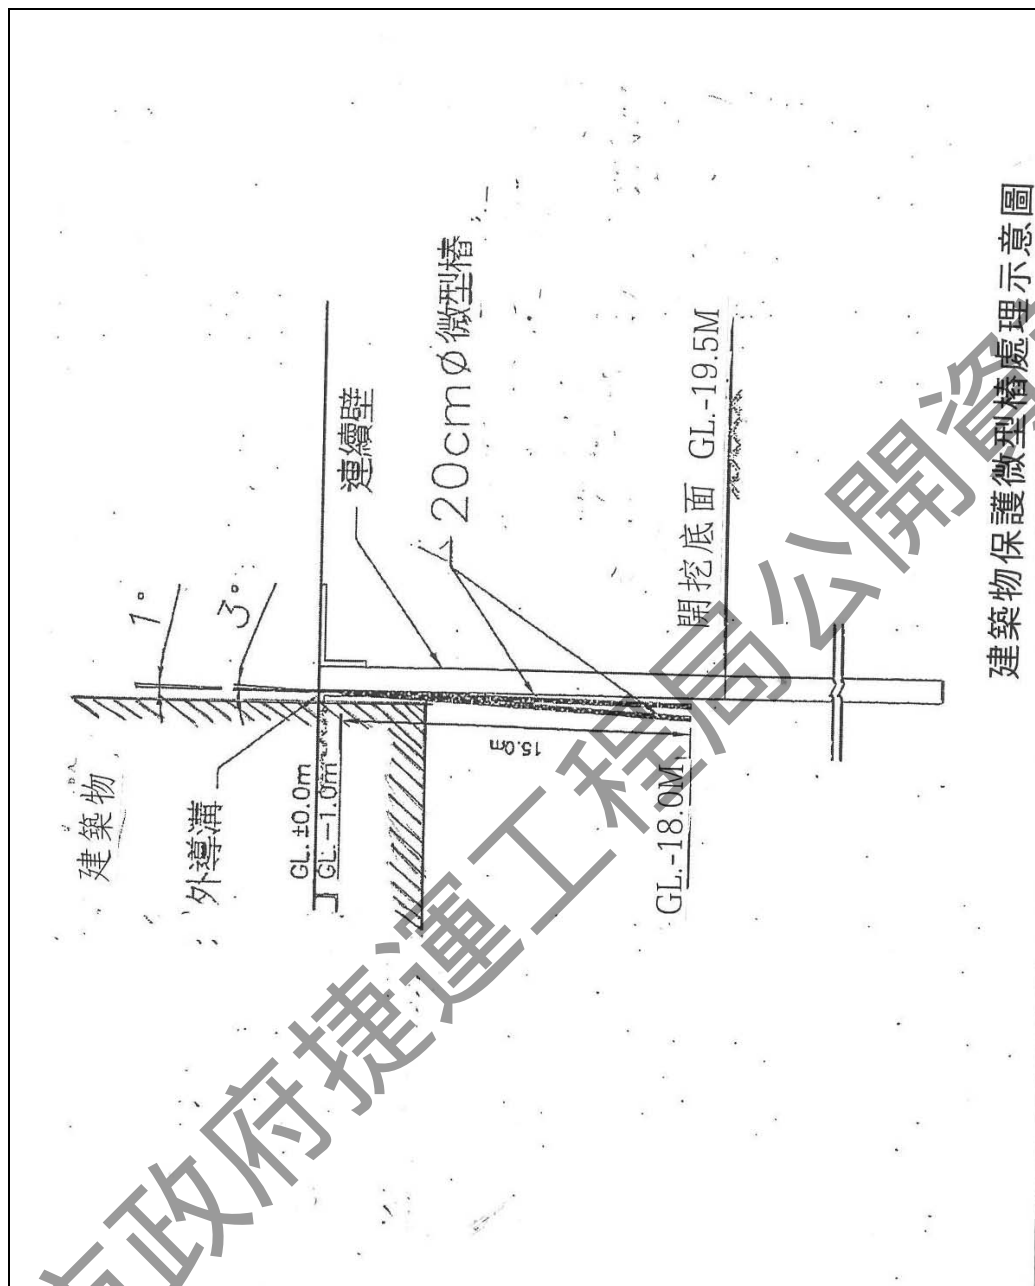 建築物
外導溝
1°
3°
GL.±0.0m
GL.-1.0m
連續壁
20cmØ微型樁
15.0m
開挖底面 GL.-19.5M
GL.-18.0M
建築物保護微型樁處理示意圖
政府捷運工程局公開資